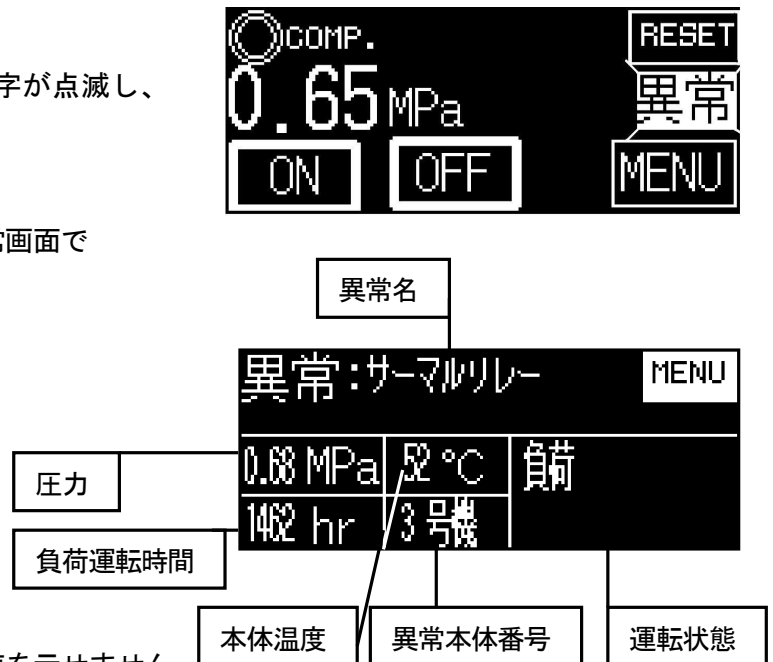 COMP.
RESET
字が点滅し、
0.65 MPa
異常
ON
OFF
MENU
常画面で
異常名
異常:サーマルリレー
MENU
0.68 MPa
52 ℃
負荷
圧力
1462 hr
3 号機
負荷運転時間
本体温度
異常本体番号
運転状態